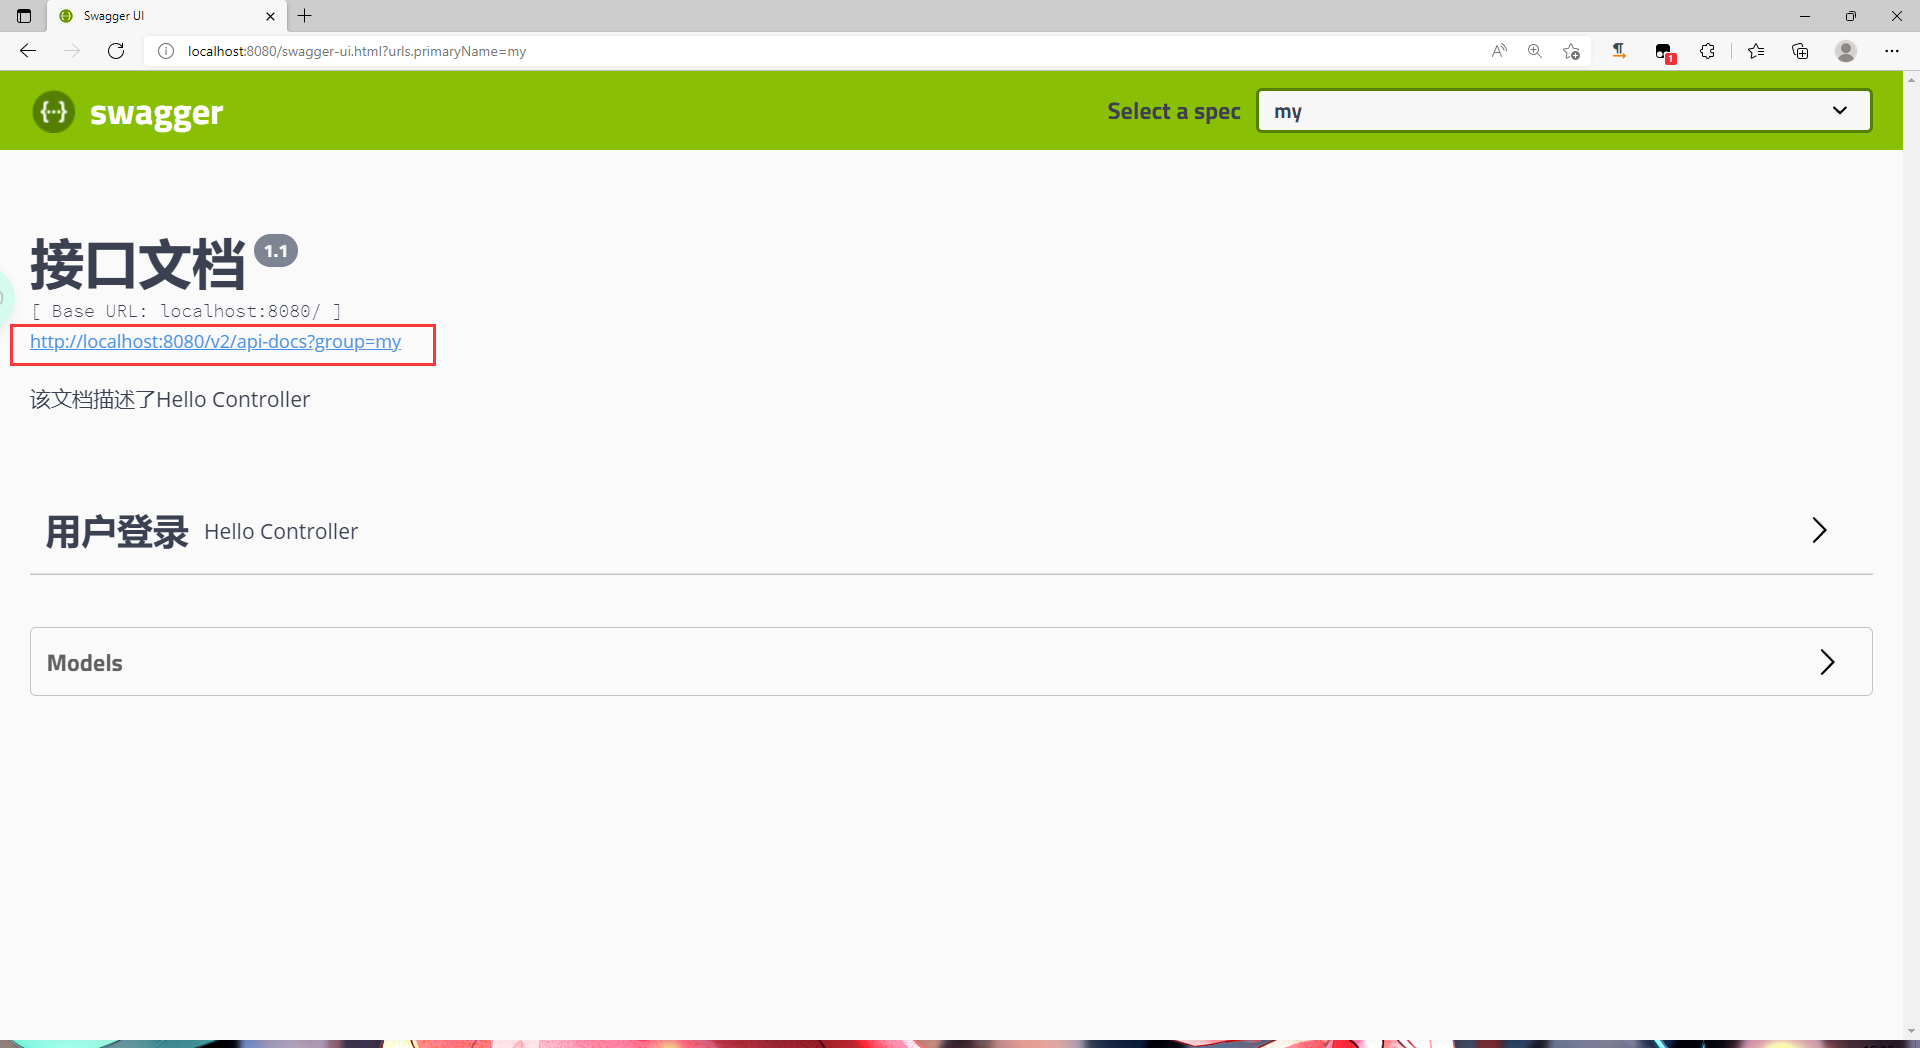 Swagger UI
localhost:8080/swagger-ui.html?urls.primaryName=my
1
swagger
Select a spec
my
接口文档 1.1
[ Base URL: localhost:8080/ ]
http://localhost:8080/v2/api-docs?group=my
该文档描述了Hello Controller
用户登录 Hello Controller
Models